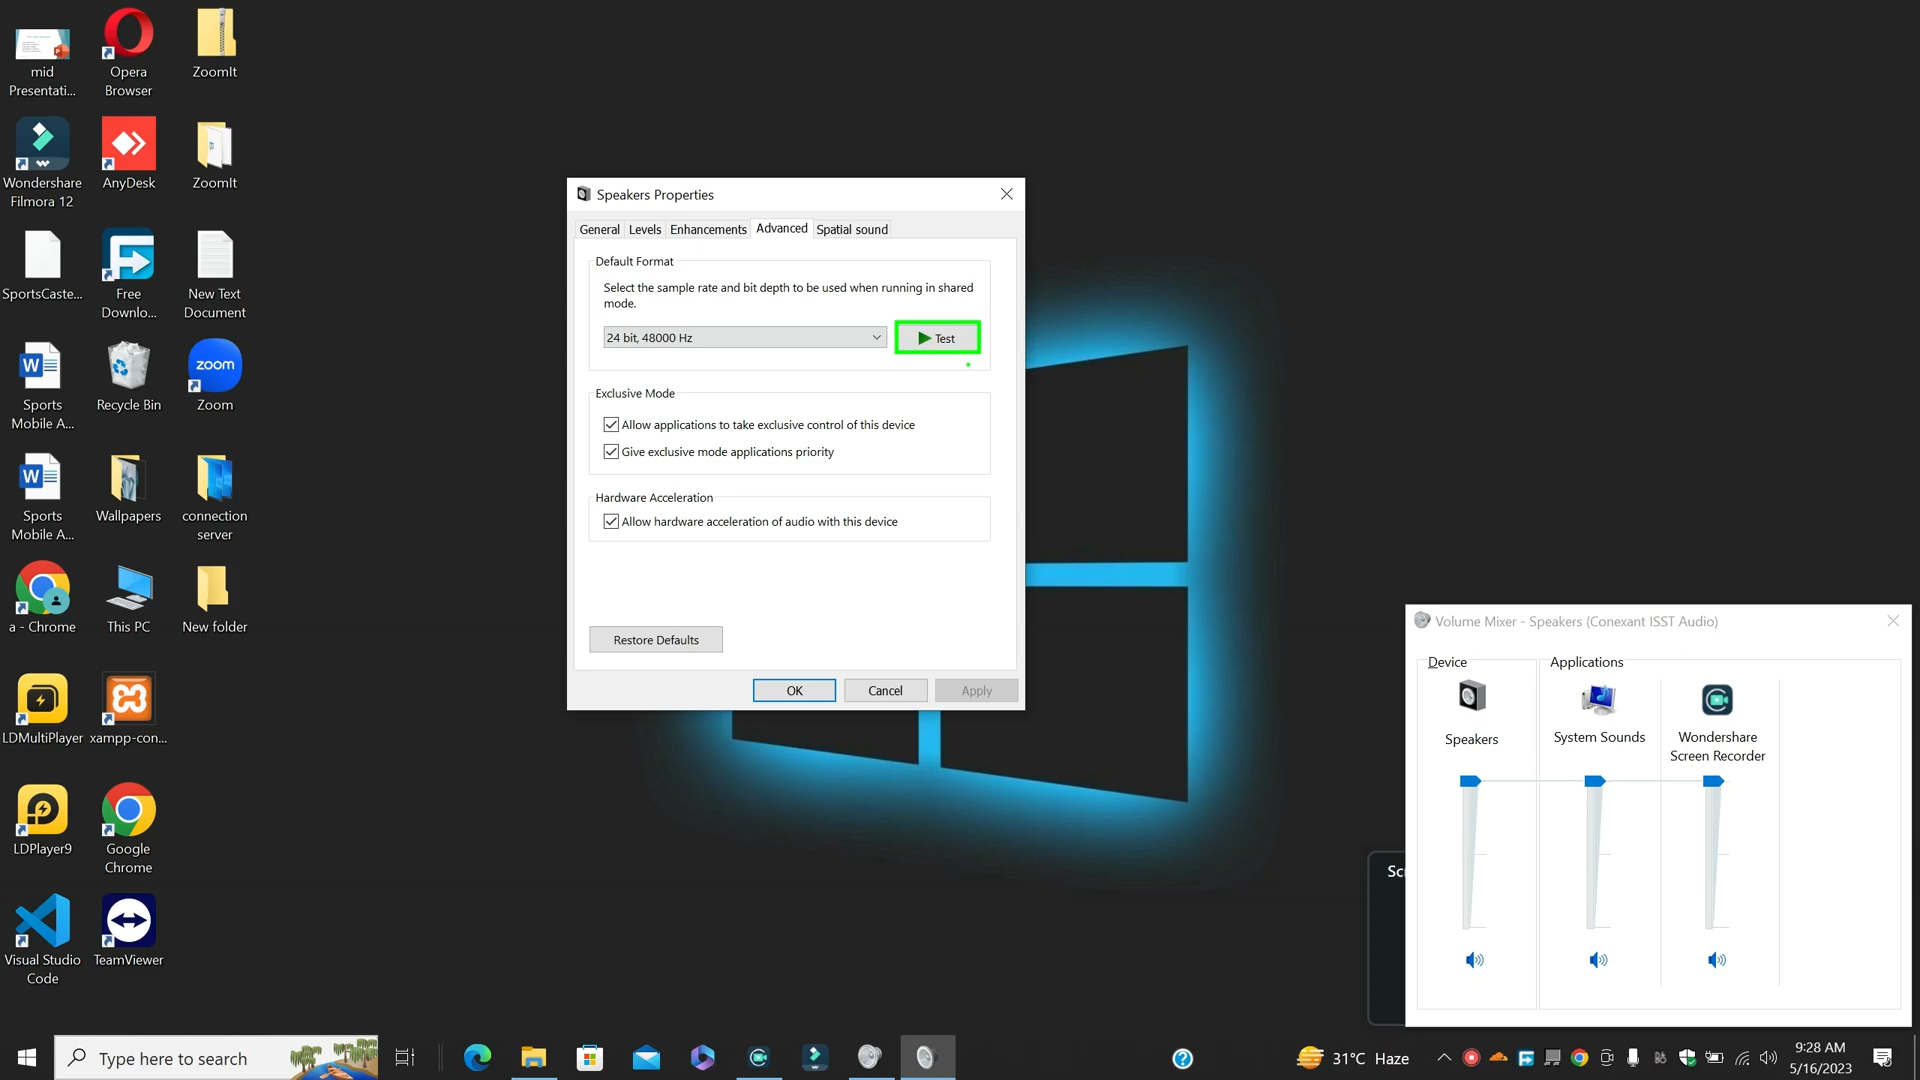 mid
Presentati...
Opera
Browser
ZoomIt
Wondershare
Filmora 12
AnyDesk
ZoomIt
SportsCaste...
Free
Downlo...
New Text
Document
Sports
Mobile A...
Recycle Bin
zoom
Zoom
Sports
Mobile A...
Wallpapers
connection
server
a - Chrome
This PC
New folder
LDMultiPlayer
xampp-con...
LDPlayer9
Google
Chrome
Visual Studio
Code
TeamViewer
Speakers Properties
General Levels Enhancements Advanced Spatial sound
Default Format
Select the sample rate and bit depth to be used when running in shared
mode.
24 bit, 48000 Hz
Test
Exclusive Mode
Allow applications to take exclusive control of this device
Give exclusive mode applications priority
Hardware Acceleration
Allow hardware acceleration of audio with this device
Restore Defaults
OK Cancel Apply
Volume Mixer - Speakers (Conexant ISST Audio)
Device
Applications
Speakers
System Sounds
Wondershare
Screen Recorder
Type here to search
31°C Haze
9:28 AM
5/16/2023